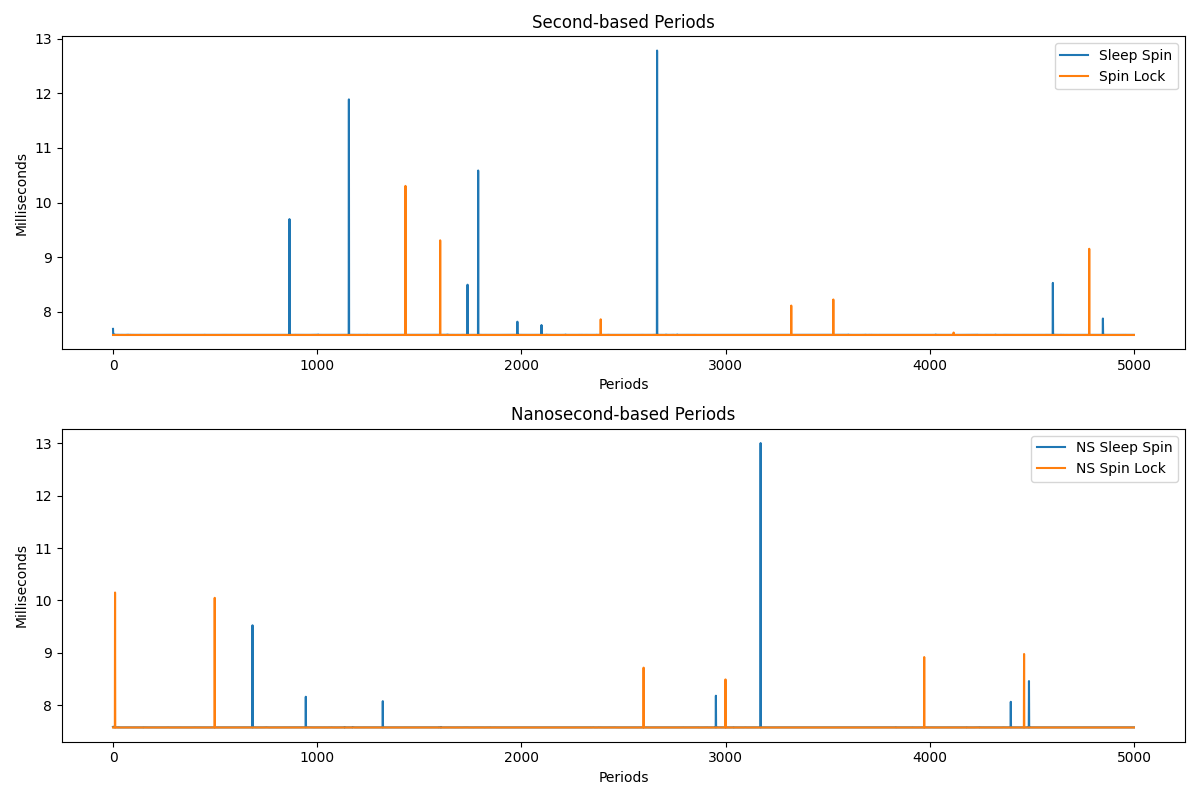 Second-based Periods
13
12
11
10
9
8
Milliseconds
Sleep Spin
Spin Lock
0 1000 2000 3000 4000 5000
Periods
Nanosecond-based Periods
13
12
11
10
9
8
Milliseconds
NS Sleep Spin
NS Spin Lock
0 1000 2000 3000 4000 5000
Periods